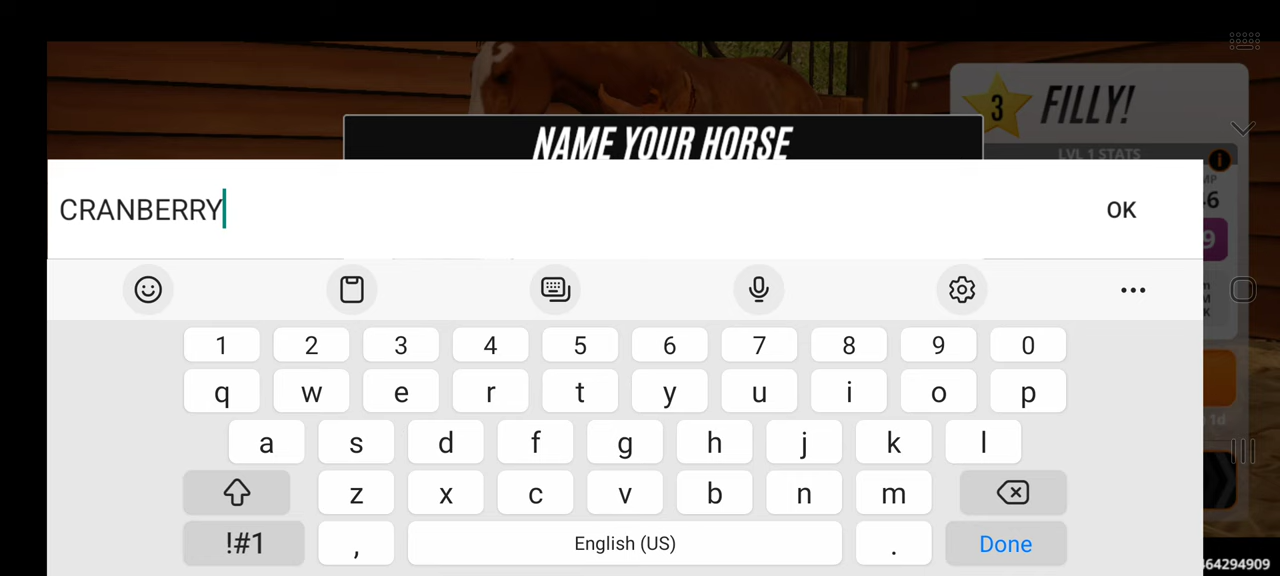 3 FILLY!
NAME YOUR HORSE
LVL 1 STATS
i
CRANBERRY
OK
1 2 3 4 5 6 7 8 9 0
q w e r t y u i o p
a s d f g h j k l
z x c v b n m
!#1 , English (US) . Done
1d
64294909